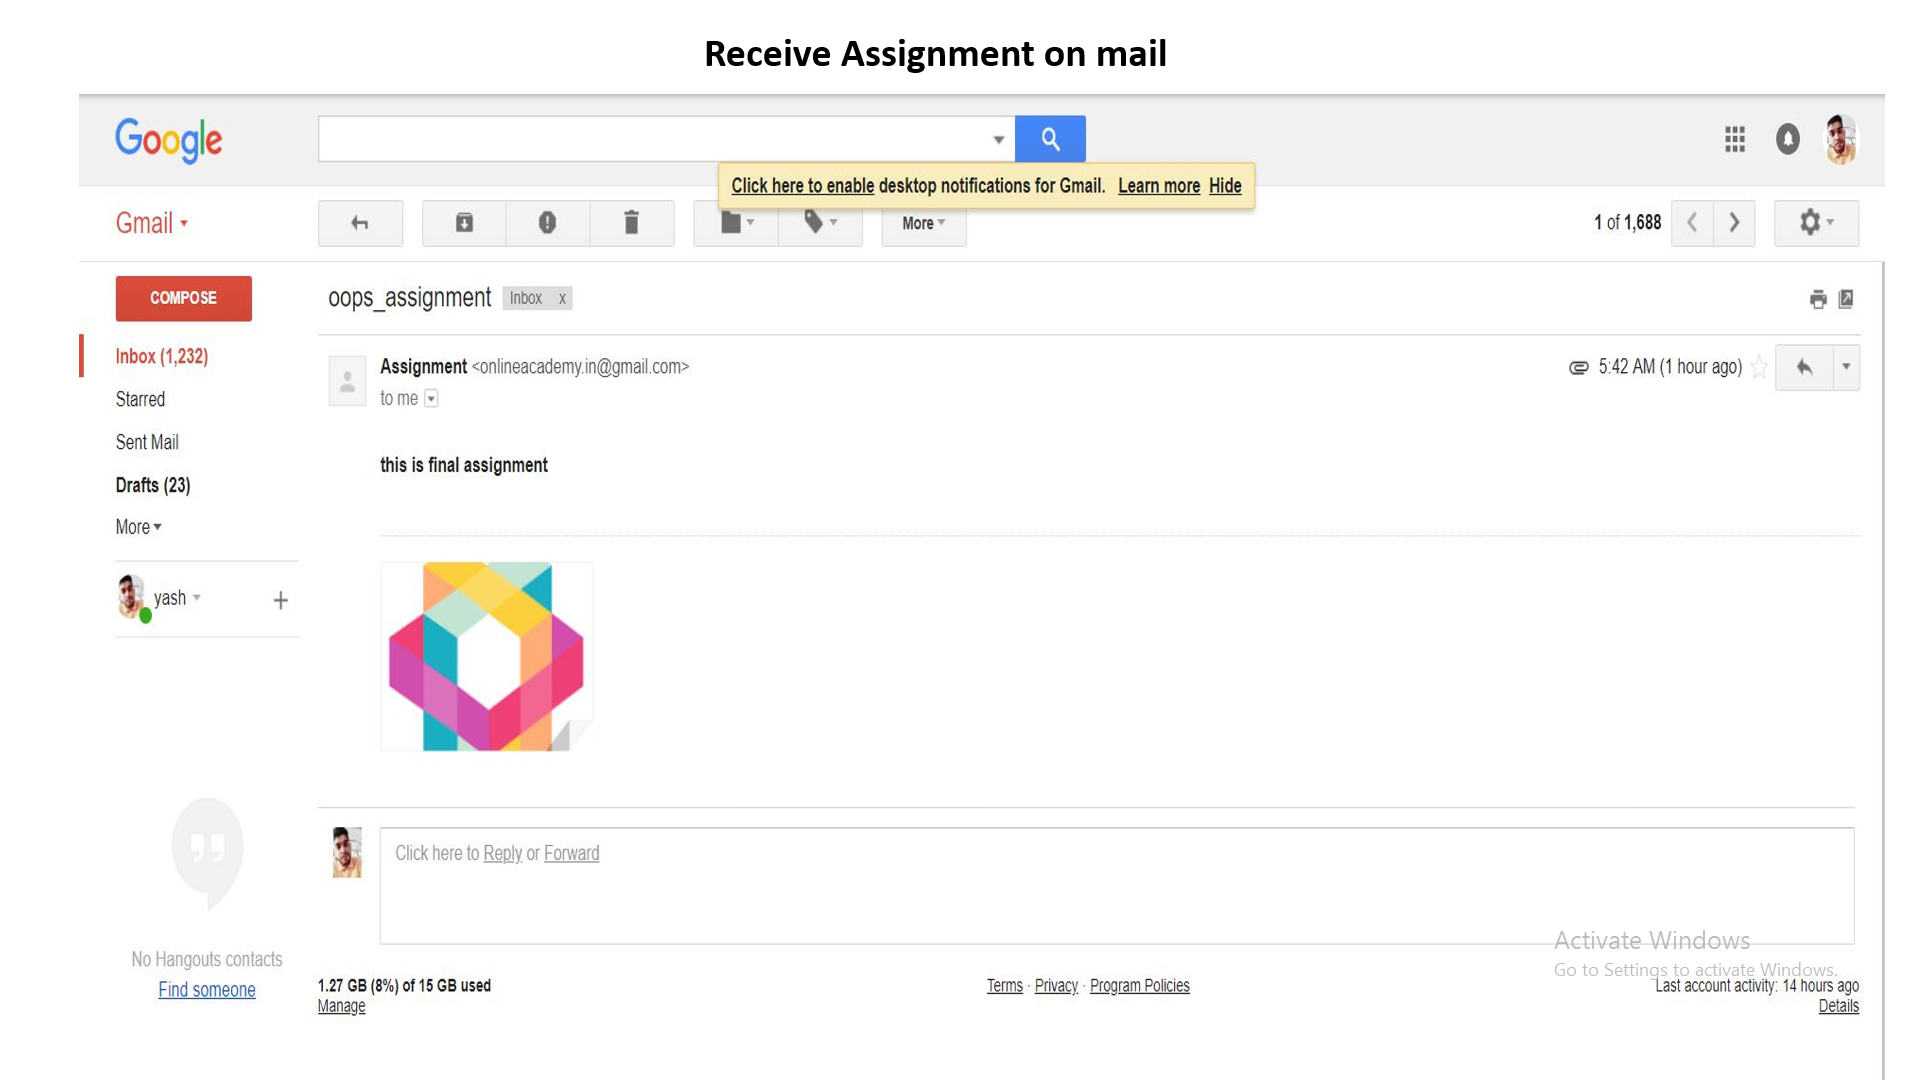 Receive Assignment on mail
Google
Click here to enable desktop notifications for Gmail. Learn more Hide
Gmail
More
1 of 1,688
COMPOSE
oops_assignment Inbox x
Inbox (1,232)
Assignment <onlineacademy.in@gmail.com>
5:42 AM (1 hour ago)
to me
Starred
Sent Mail
this is final assignment
Drafts (23)
More
yash
Click here to Reply or Forward
No Hangouts contacts
Find someone
Activate Windows
Go to Settings to activate Windows.
1.27 GB (8%) of 15 GB used
Manage
Terms · Privacy · Program Policies
Last account activity: 14 hours ago
Details